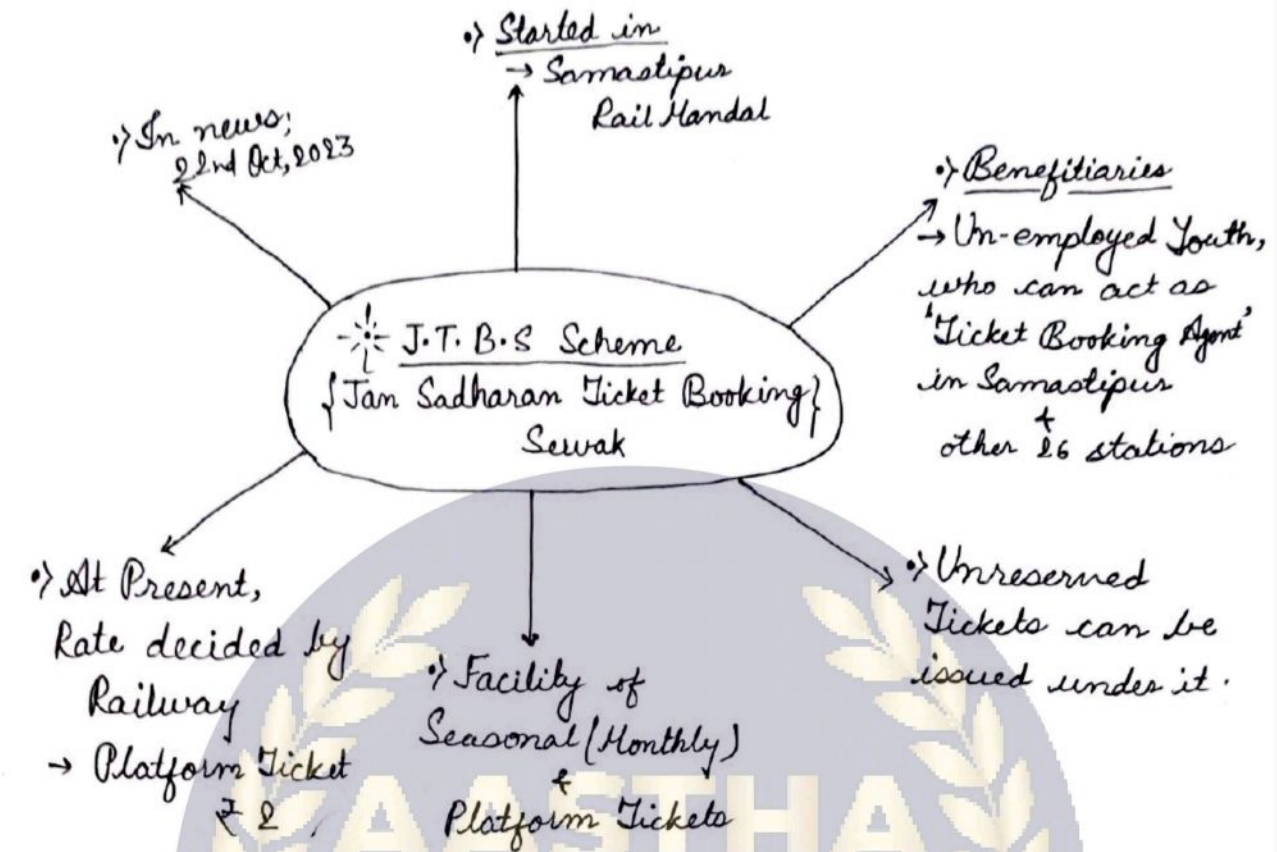 •) Started in
→ Samastipur
Rail Mandal
•) In news;
22nd Oct, 2023
•) Benefitiaries
→ Un-employed Youth,
who can act as
'Ticket Booking Agent'
in Samastipur
&
other 26 stations
J.T.B.S Scheme
{Jan Sadharan Ticket Booking}
Sewak
•) At Present,
Rate decided by
Railway
→ Platform Ticket
₹ 2
•) Facility of
Seasonal (Monthly)
&
Platform Tickets
•) Unreserved
Tickets can be
issued under it.
AASTHA